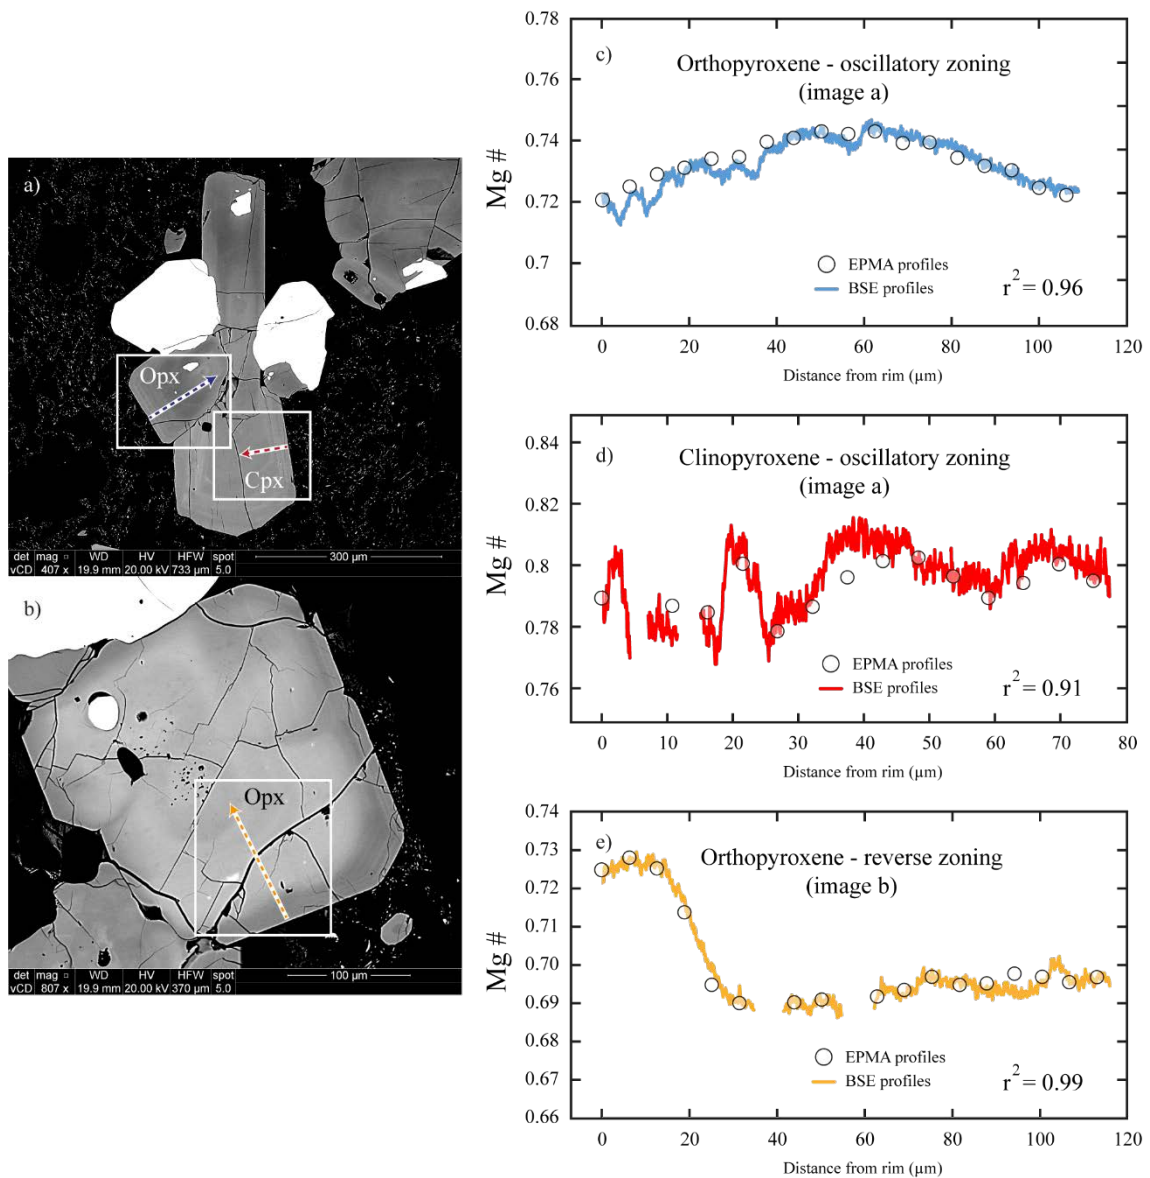 a)
Opx
Cpx
det mag □ WD HV HFW spot
vCD 407 x 19.9 mm 20.00 kV 733 µm 5.0 300 µm
b)
Opx
det mag □ WD HV HFW spot
vCD 807 x 19.9 mm 20.00 kV 370 µm 5.0 100 µm
c)
Orthopyroxene - oscillatory zoning
(image a)
Mg #
0.78
0.76
0.74
0.72
0.7
0.68
EPMA profiles
BSE profiles
r² = 0.96
0 20 40 60 80 100 120
Distance from rim (µm)
d)
Clinopyroxene - oscillatory zoning
(image a)
Mg #
0.84
0.82
0.8
0.78
0.76
EPMA profiles
BSE profiles
r² = 0.91
0 10 20 30 40 50 60 70 80
Distance from rim (µm)
e)
Orthopyroxene - reverse zoning
(image b)
Mg #
0.74
0.73
0.72
0.71
0.70
0.69
0.68
0.67
0.66
EPMA profiles
BSE profiles
r² = 0.99
0 20 40 60 80 100
Distance from rim (µm)
120